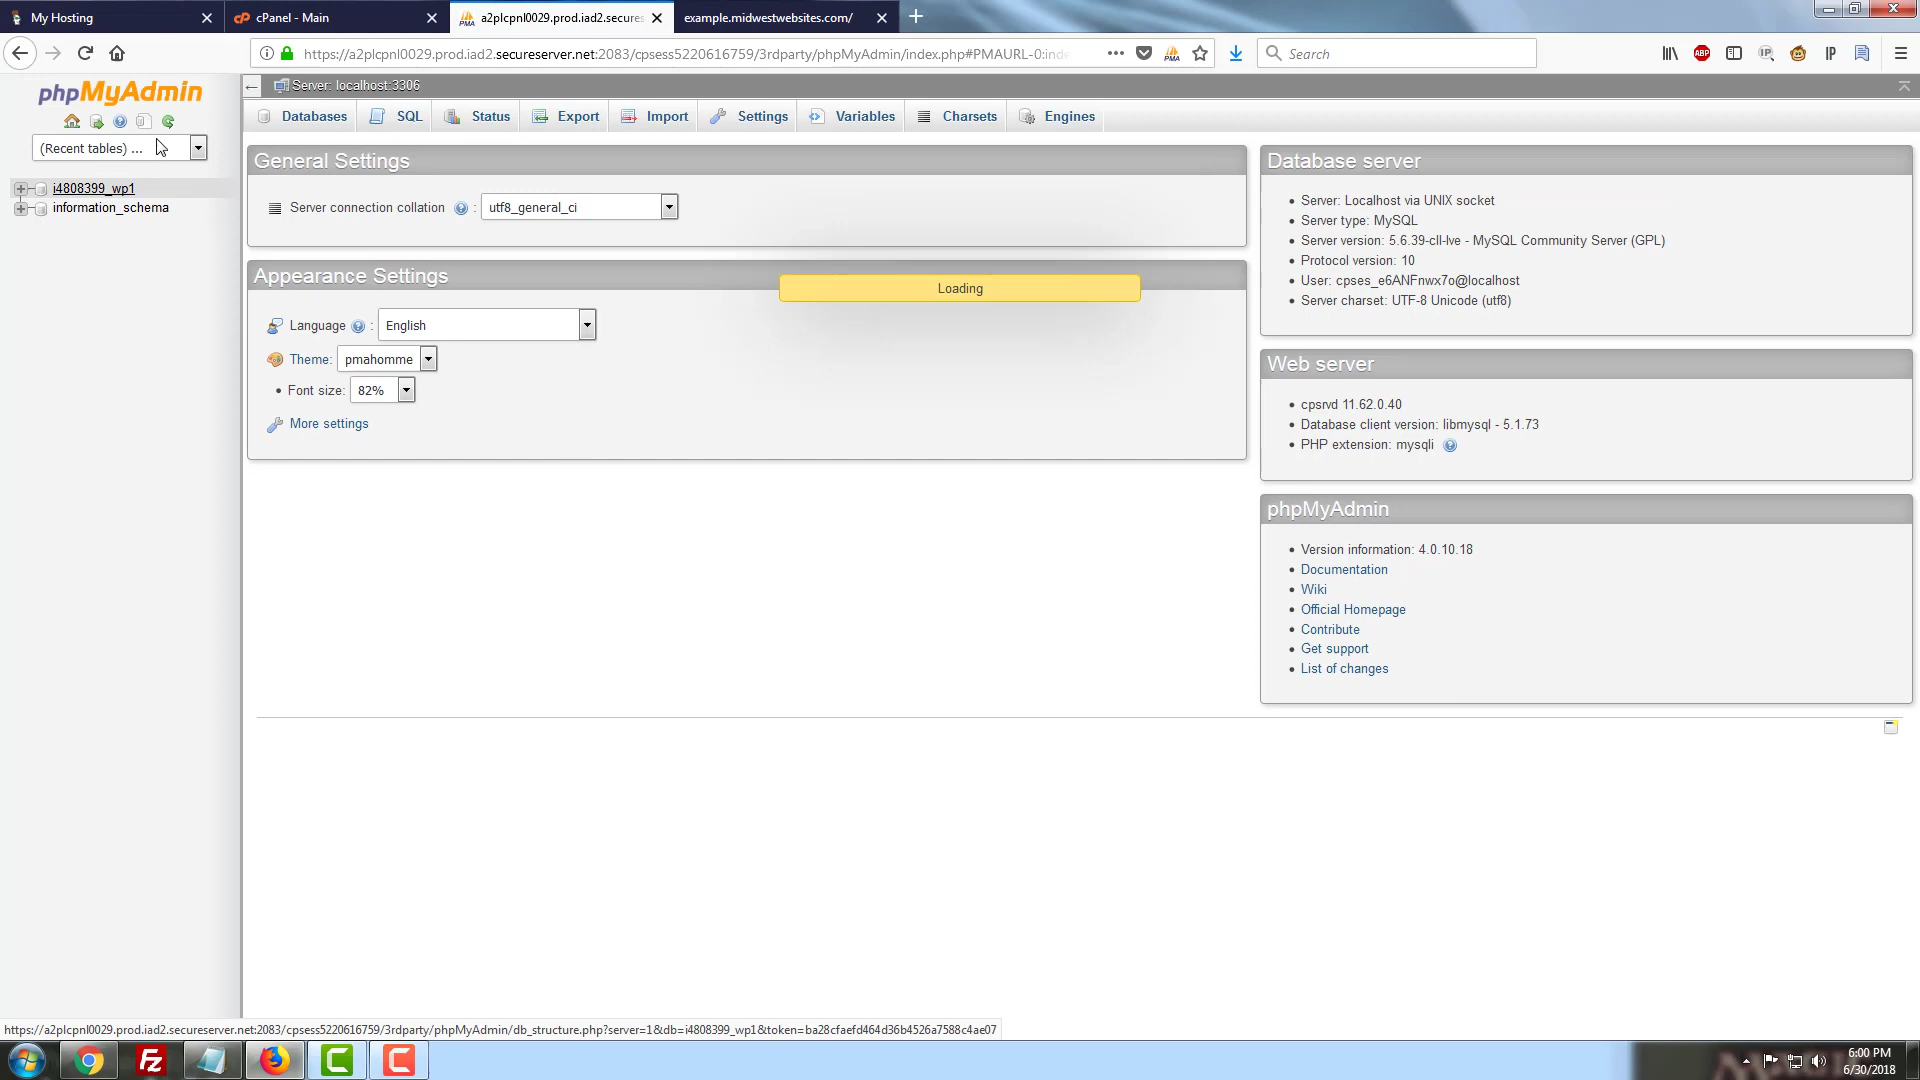 My Hosting
cPanel - Main
a2plcpnl0029.prod.iad2.secures
example.midwestwebsites.com/
https://a2plcpnl0029.prod.iad2.secureserver.net:2083/cpsess5220616759/3rdparty/phpMyAdmin/index.php#PMAURL-0:inde
Search
phpMyAdmin
(Recent tables) ...
i4808399_wp1
information_schema
Server: localhost:3306
Databases
SQL
Status
Export
Import
Settings
Variables
Charsets
Engines
General Settings
Server connection collation : utf8_general_ci
Appearance Settings
Loading
Language : English
Theme: pmahomme
Font size: 82%
More settings
Database server
Server: Localhost via UNIX socket
Server type: MySQL
Server version: 5.6.39-cll-lve - MySQL Community Server (GPL)
Protocol version: 10
User: cpses_e6ANFnwx7o@localhost
Server charset: UTF-8 Unicode (utf8)
Web server
cpsrvd 11.62.0.40
Database client version: libmysql - 5.1.73
PHP extension: mysqli
phpMyAdmin
Version information: 4.0.10.18
Documentation
Wiki
Official Homepage
Contribute
Get support
List of changes
https://a2plcpnl0029.prod.iad2.secureserver.net:2083/cpsess5220616759/3rdparty/phpMyAdmin/db_structure.php?server=1&db=i4808399_wp1&token=ba28cfaefd464d36b4526a7588c4ae07
6:00 PM
6/30/2018